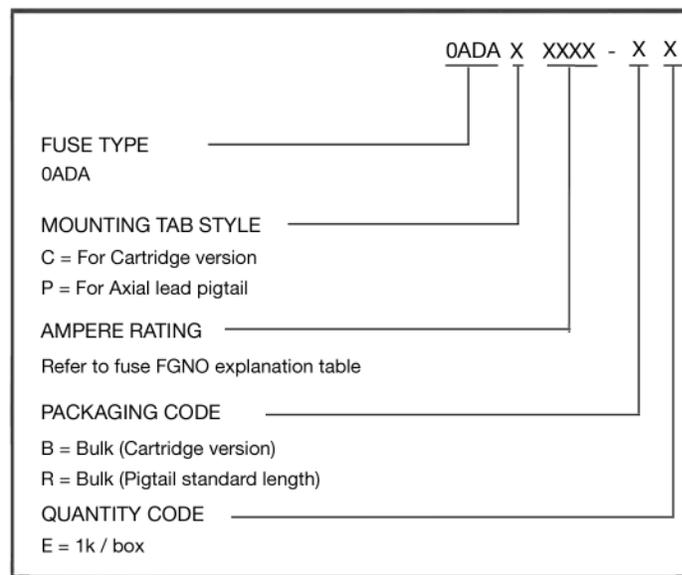 0ADA X XXXX - X X
FUSE TYPE
0ADA
MOUNTING TAB STYLE
C = For Cartridge version
P = For Axial lead pigtail
AMPERE RATING
Refer to fuse FGNO explanation table
PACKAGING CODE
B = Bulk (Cartridge version)
R = Bulk (Pigtail standard length)
QUANTITY CODE
E = 1k / box